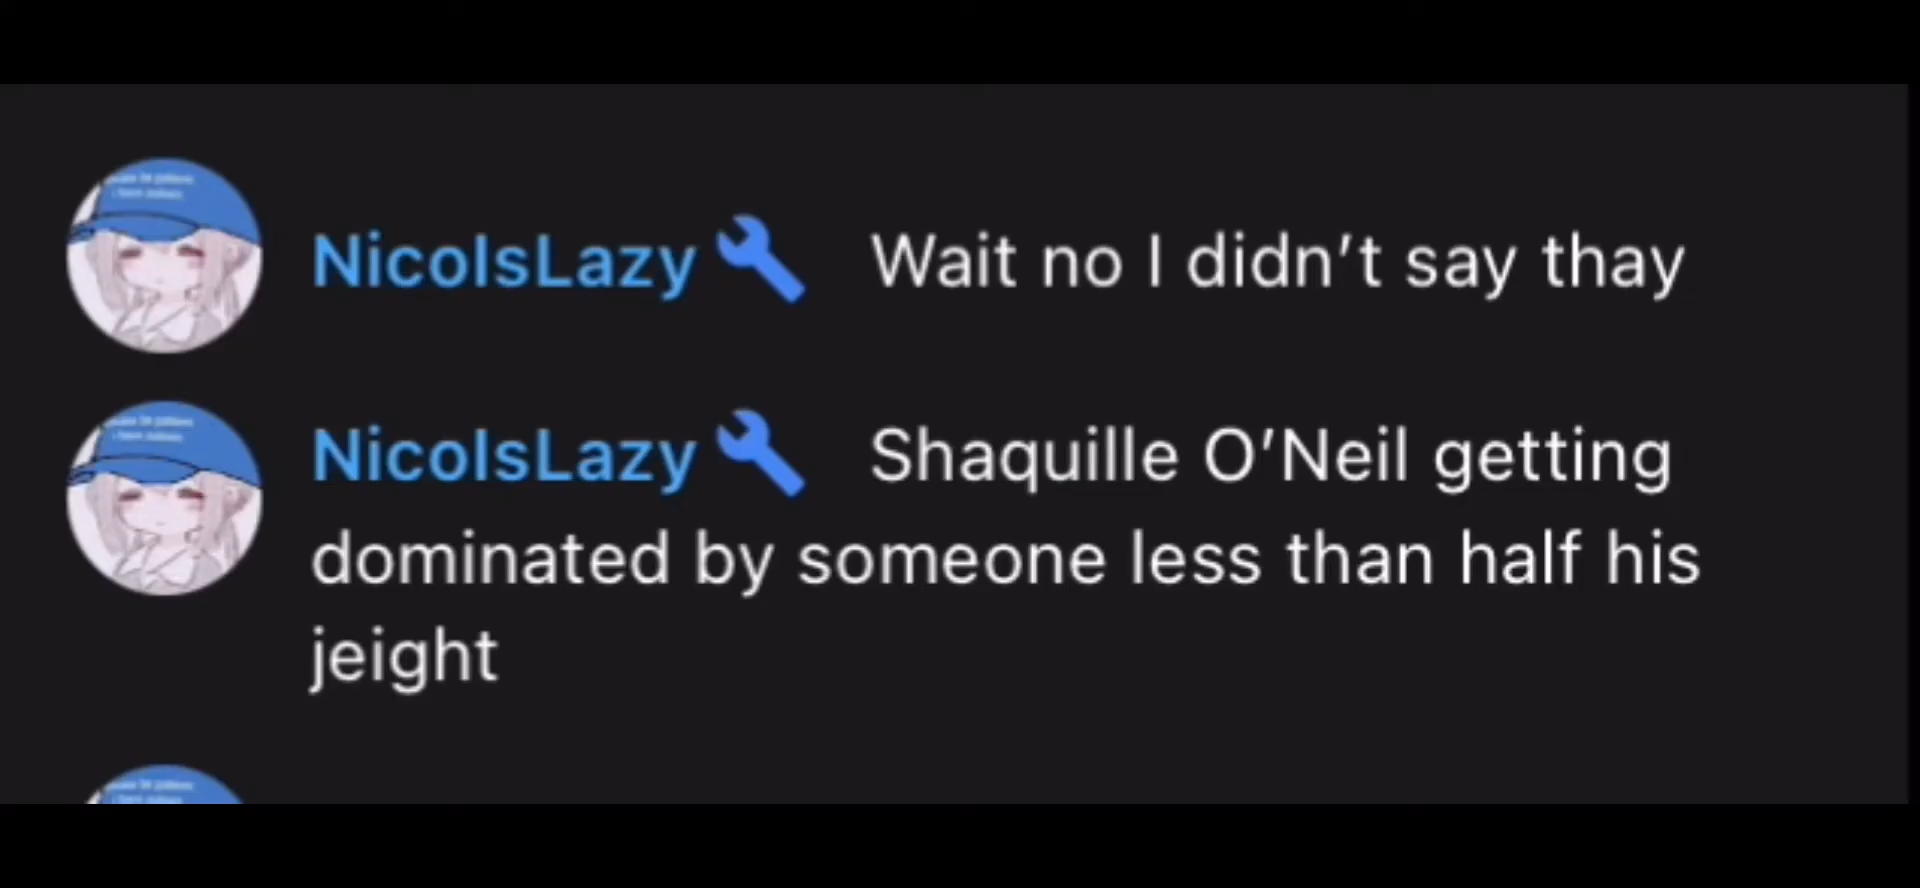 NicoIsLazy Wait no I didn't say thay
NicoIsLazy Shaquille O'Neil getting
dominated by someone less than half his
jeight